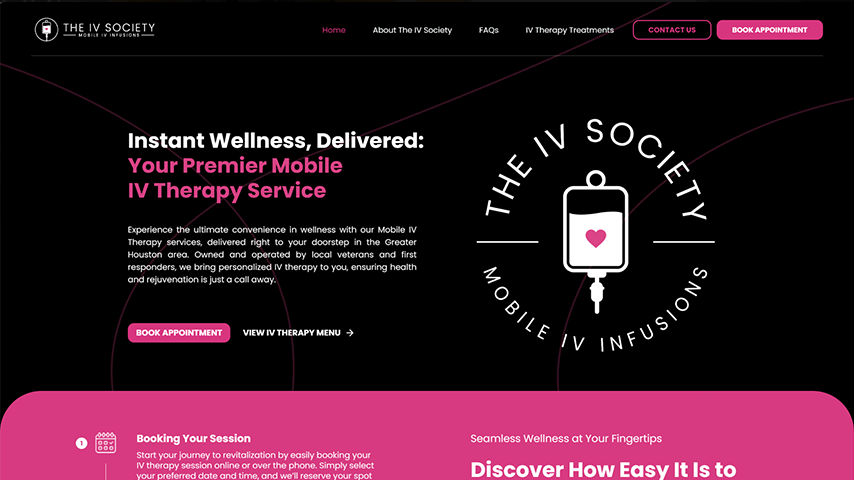 THE IV SOCIETY
MOBILE IV INFUSIONS
Home
About The IV Society
FAQs
IV Therapy Treatments
CONTACT US
BOOK APPOINTMENT
Instant Wellness, Delivered:
Your Premier Mobile
IV Therapy Service
Experience the ultimate convenience in wellness with our Mobile IV
Therapy services, delivered right to your doorstep in the Greater
Houston area. Owned and operated by local veterans and first
responders, we bring personalized IV therapy to you, ensuring health
and rejuvenation is just a call away.
BOOK APPOINTMENT
VIEW IV THERAPY MENU →
THE IV SOCIETY
MOBILE IV INFUSIONS
1
Booking Your Session
Start your journey to revitalization by easily booking your
IV therapy session online or over the phone. Simply select
your preferred date and time, and we'll reserve your spot
Seamless Wellness at Your Fingertips
Discover How Easy It Is to